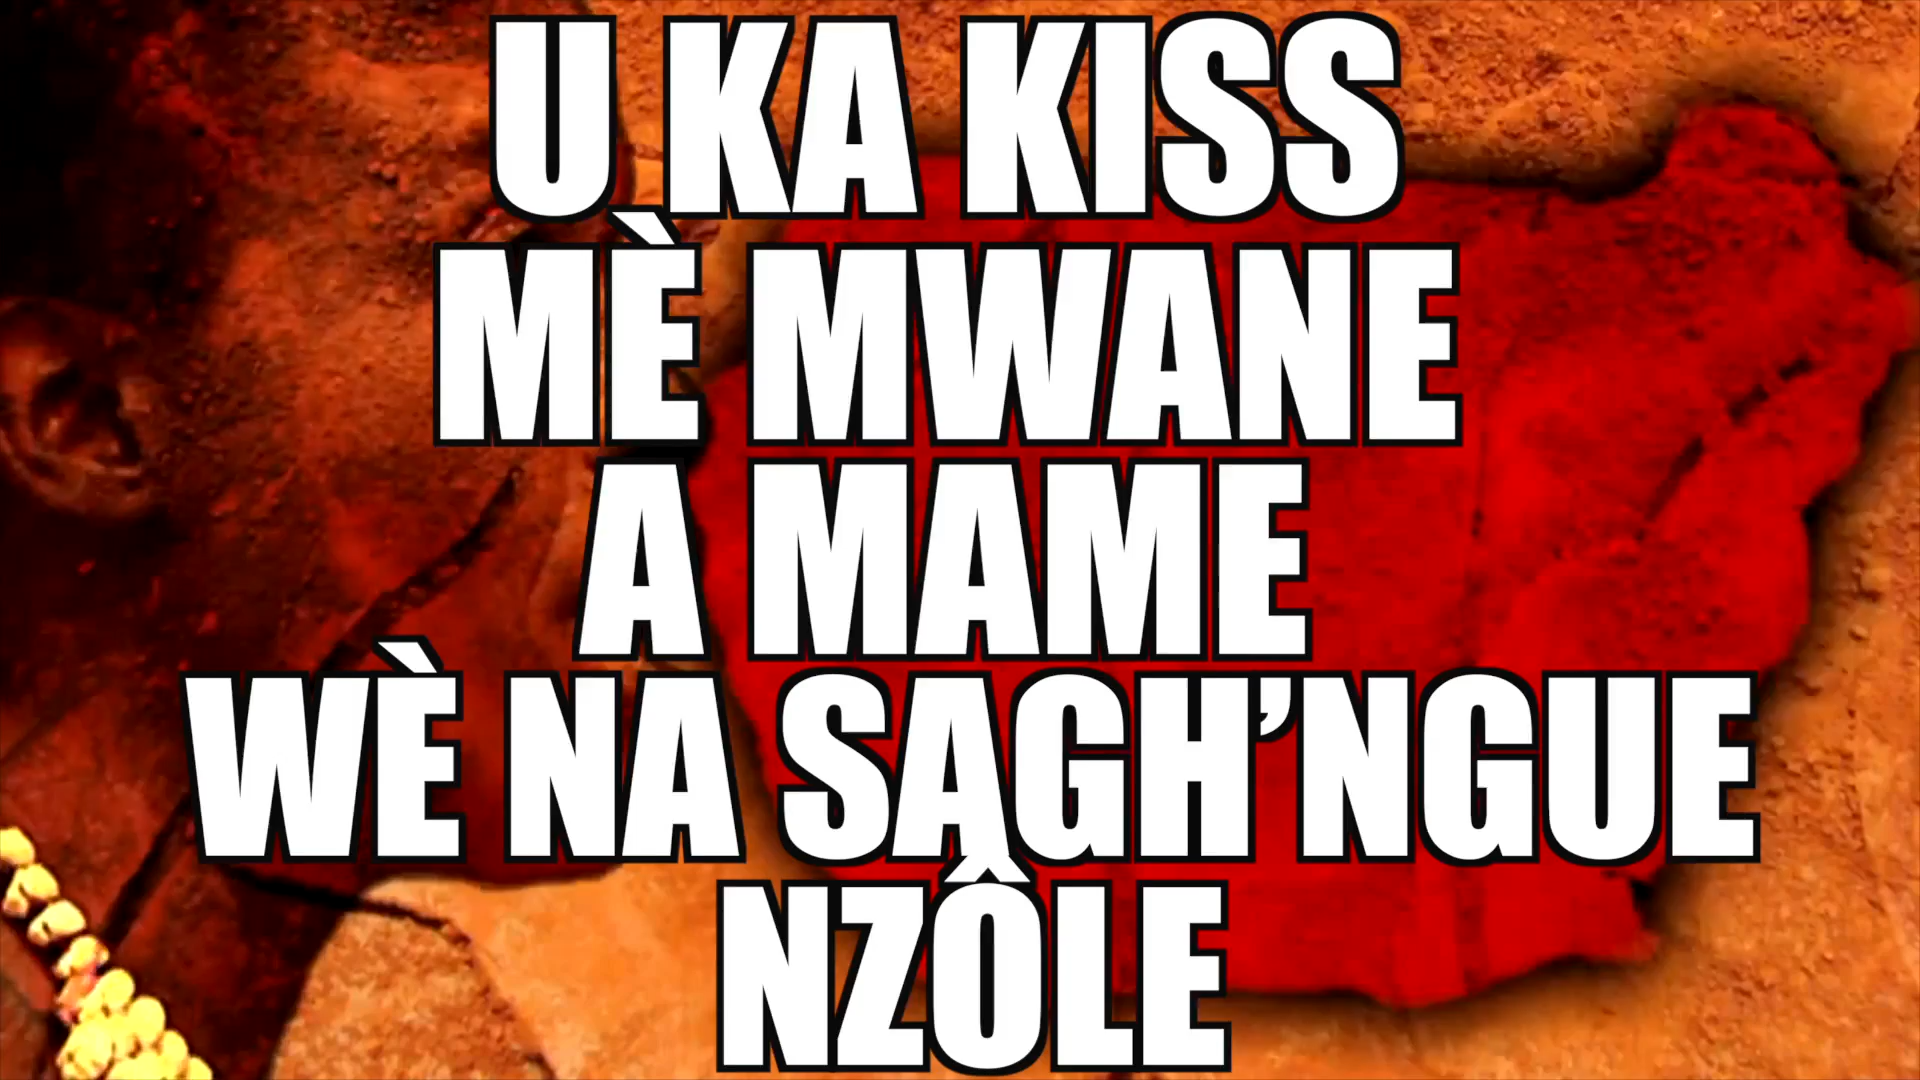 U KA KISS
MÈ MWANE
A MAME
WÈ NA SAGH’NGUE
NZÔLE